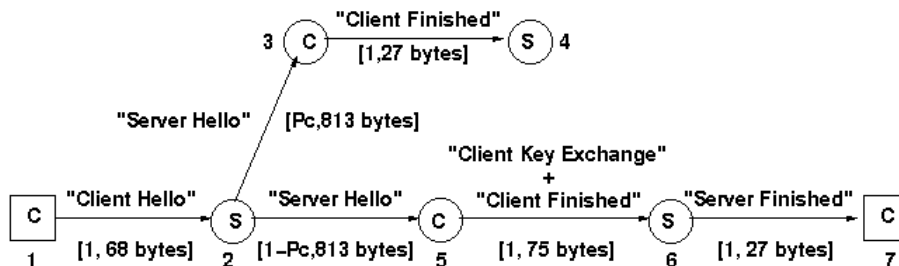 "Client Finished"
3 C S 4
[1,27 bytes]
"Server Hello" [Pc,813 bytes]
"Client Key Exchange"
+
"Client Hello" "Server Hello" "Client Finished" "Server Finished"
C S C S C
[1, 68 bytes] [1-Pc,813 bytes] [1, 75 bytes] [1, 27 bytes]
1 2 5 6 7